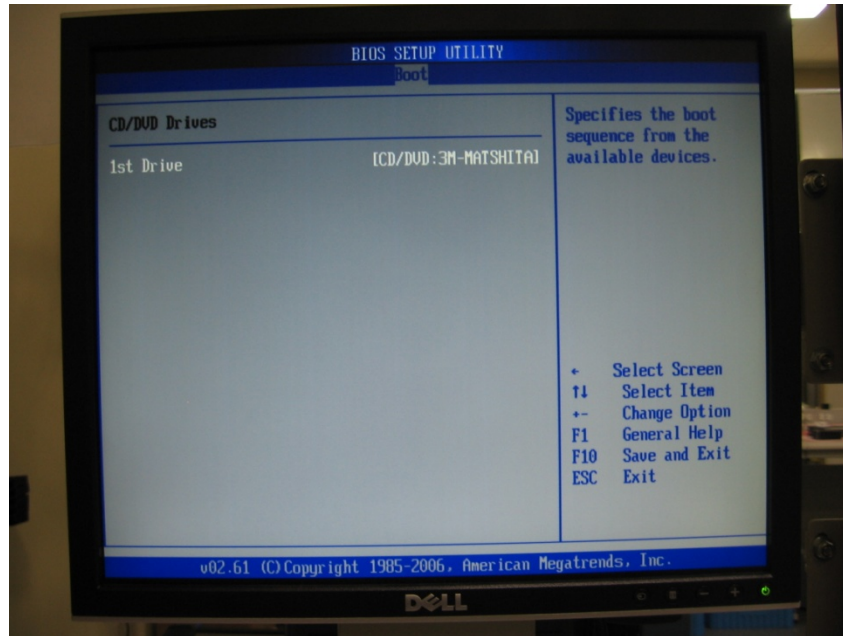 BIOS SETUP UTILITY
Boot
CD/DVD Drives
1st Drive [CD/DVD:3M-MATSHITA]
Specifies the boot
sequence from the
available devices.
← Select Screen
↑↓ Select Item
+- Change Option
F1 General Help
F10 Save and Exit
ESC Exit
v02.61 (C)Copyright 1985-2006, American Megatrends, Inc.
DELL